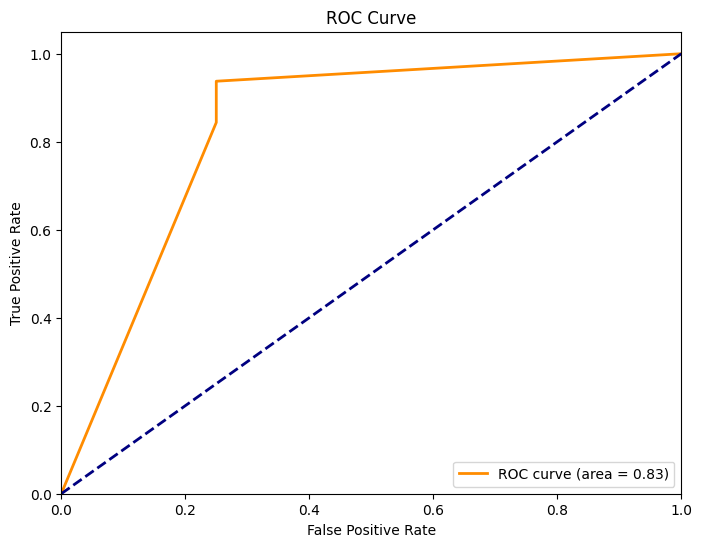 ROC Curve
1.0
0.8
0.6
0.4
0.2
0.0
True Positive Rate
ROC curve (area = 0.83)
0.0 0.2 0.4 0.6 0.8 1.0
False Positive Rate